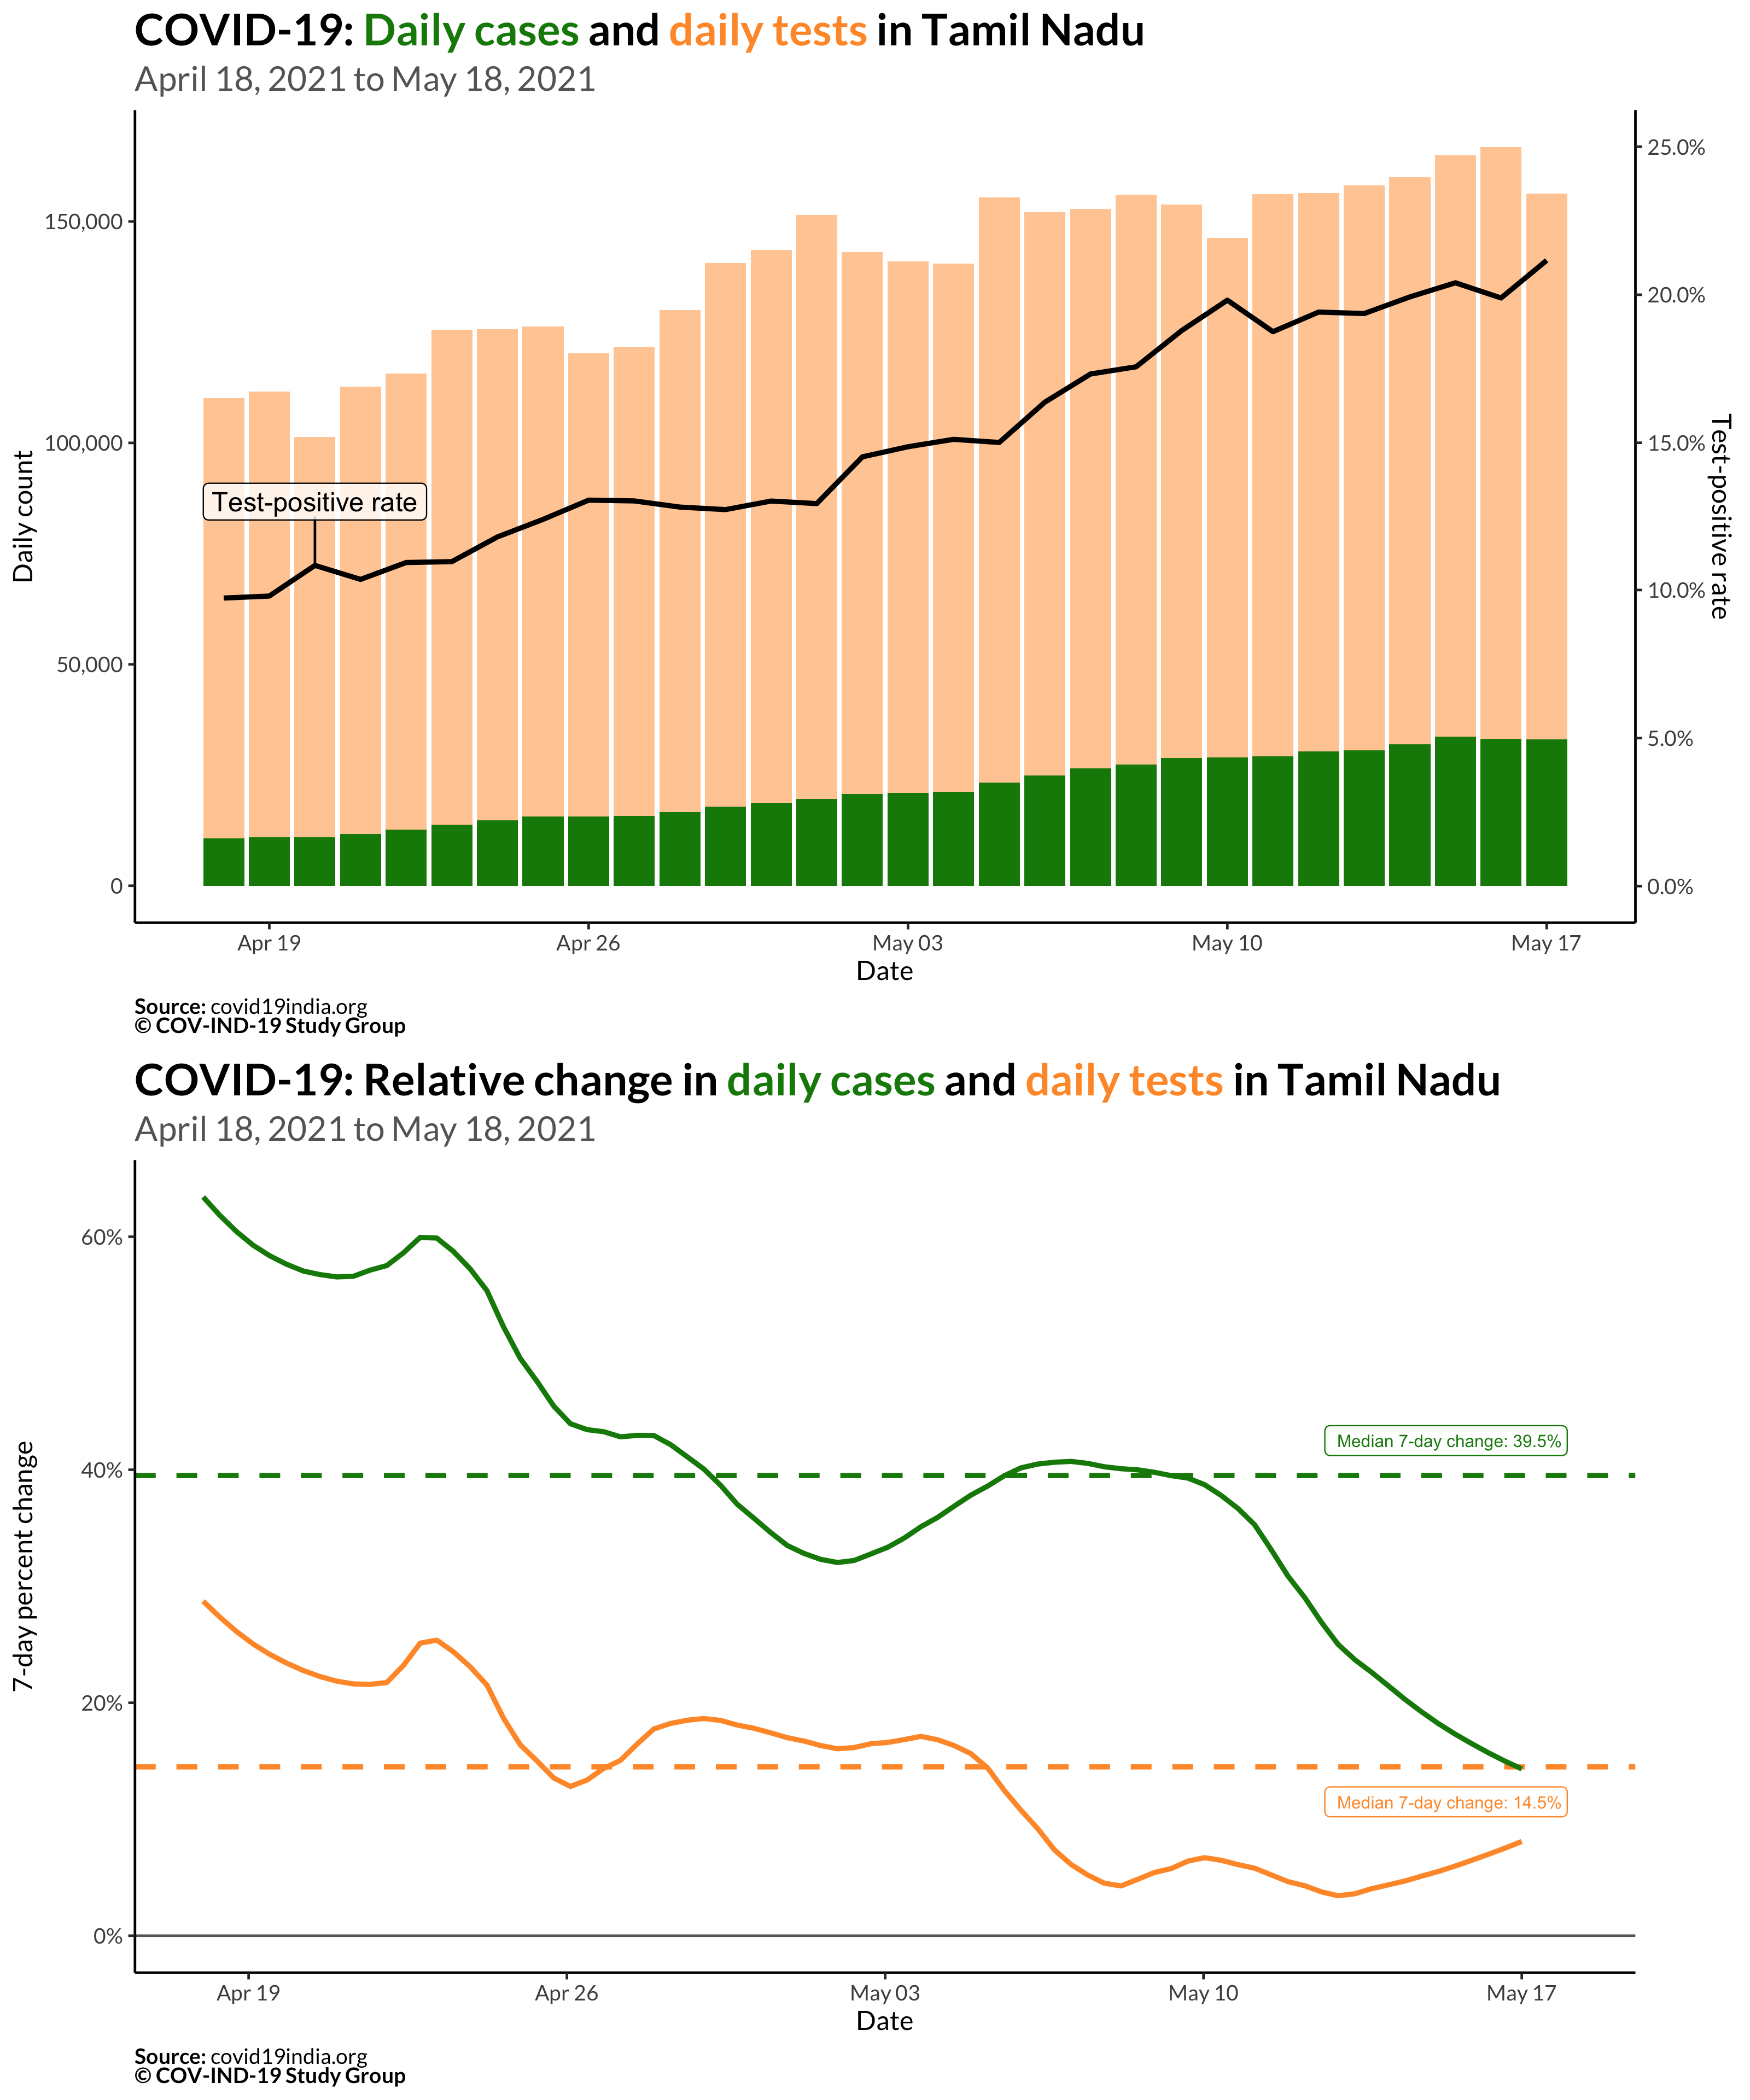 COVID-19: Daily cases and daily tests in Tamil Nadu
April 18, 2021 to May 18, 2021
Daily count
150,000
100,000
50,000
0
Test-positive rate
25.0%
20.0%
15.0%
10.0%
5.0%
0.0%
Test-positive rate
Apr 19
Apr 26
May 03
May 10
May 17
Date
Source: covid19india.org
© COV-IND-19 Study Group
COVID-19: Relative change in daily cases and daily tests in Tamil Nadu
April 18, 2021 to May 18, 2021
7-day percent change
60%
40%
20%
0%
Median 7-day change: 39.5%
Median 7-day change: 14.5%
Apr 19
Apr 26
May 03
May 10
May 17
Date
Source: covid19india.org
© COV-IND-19 Study Group